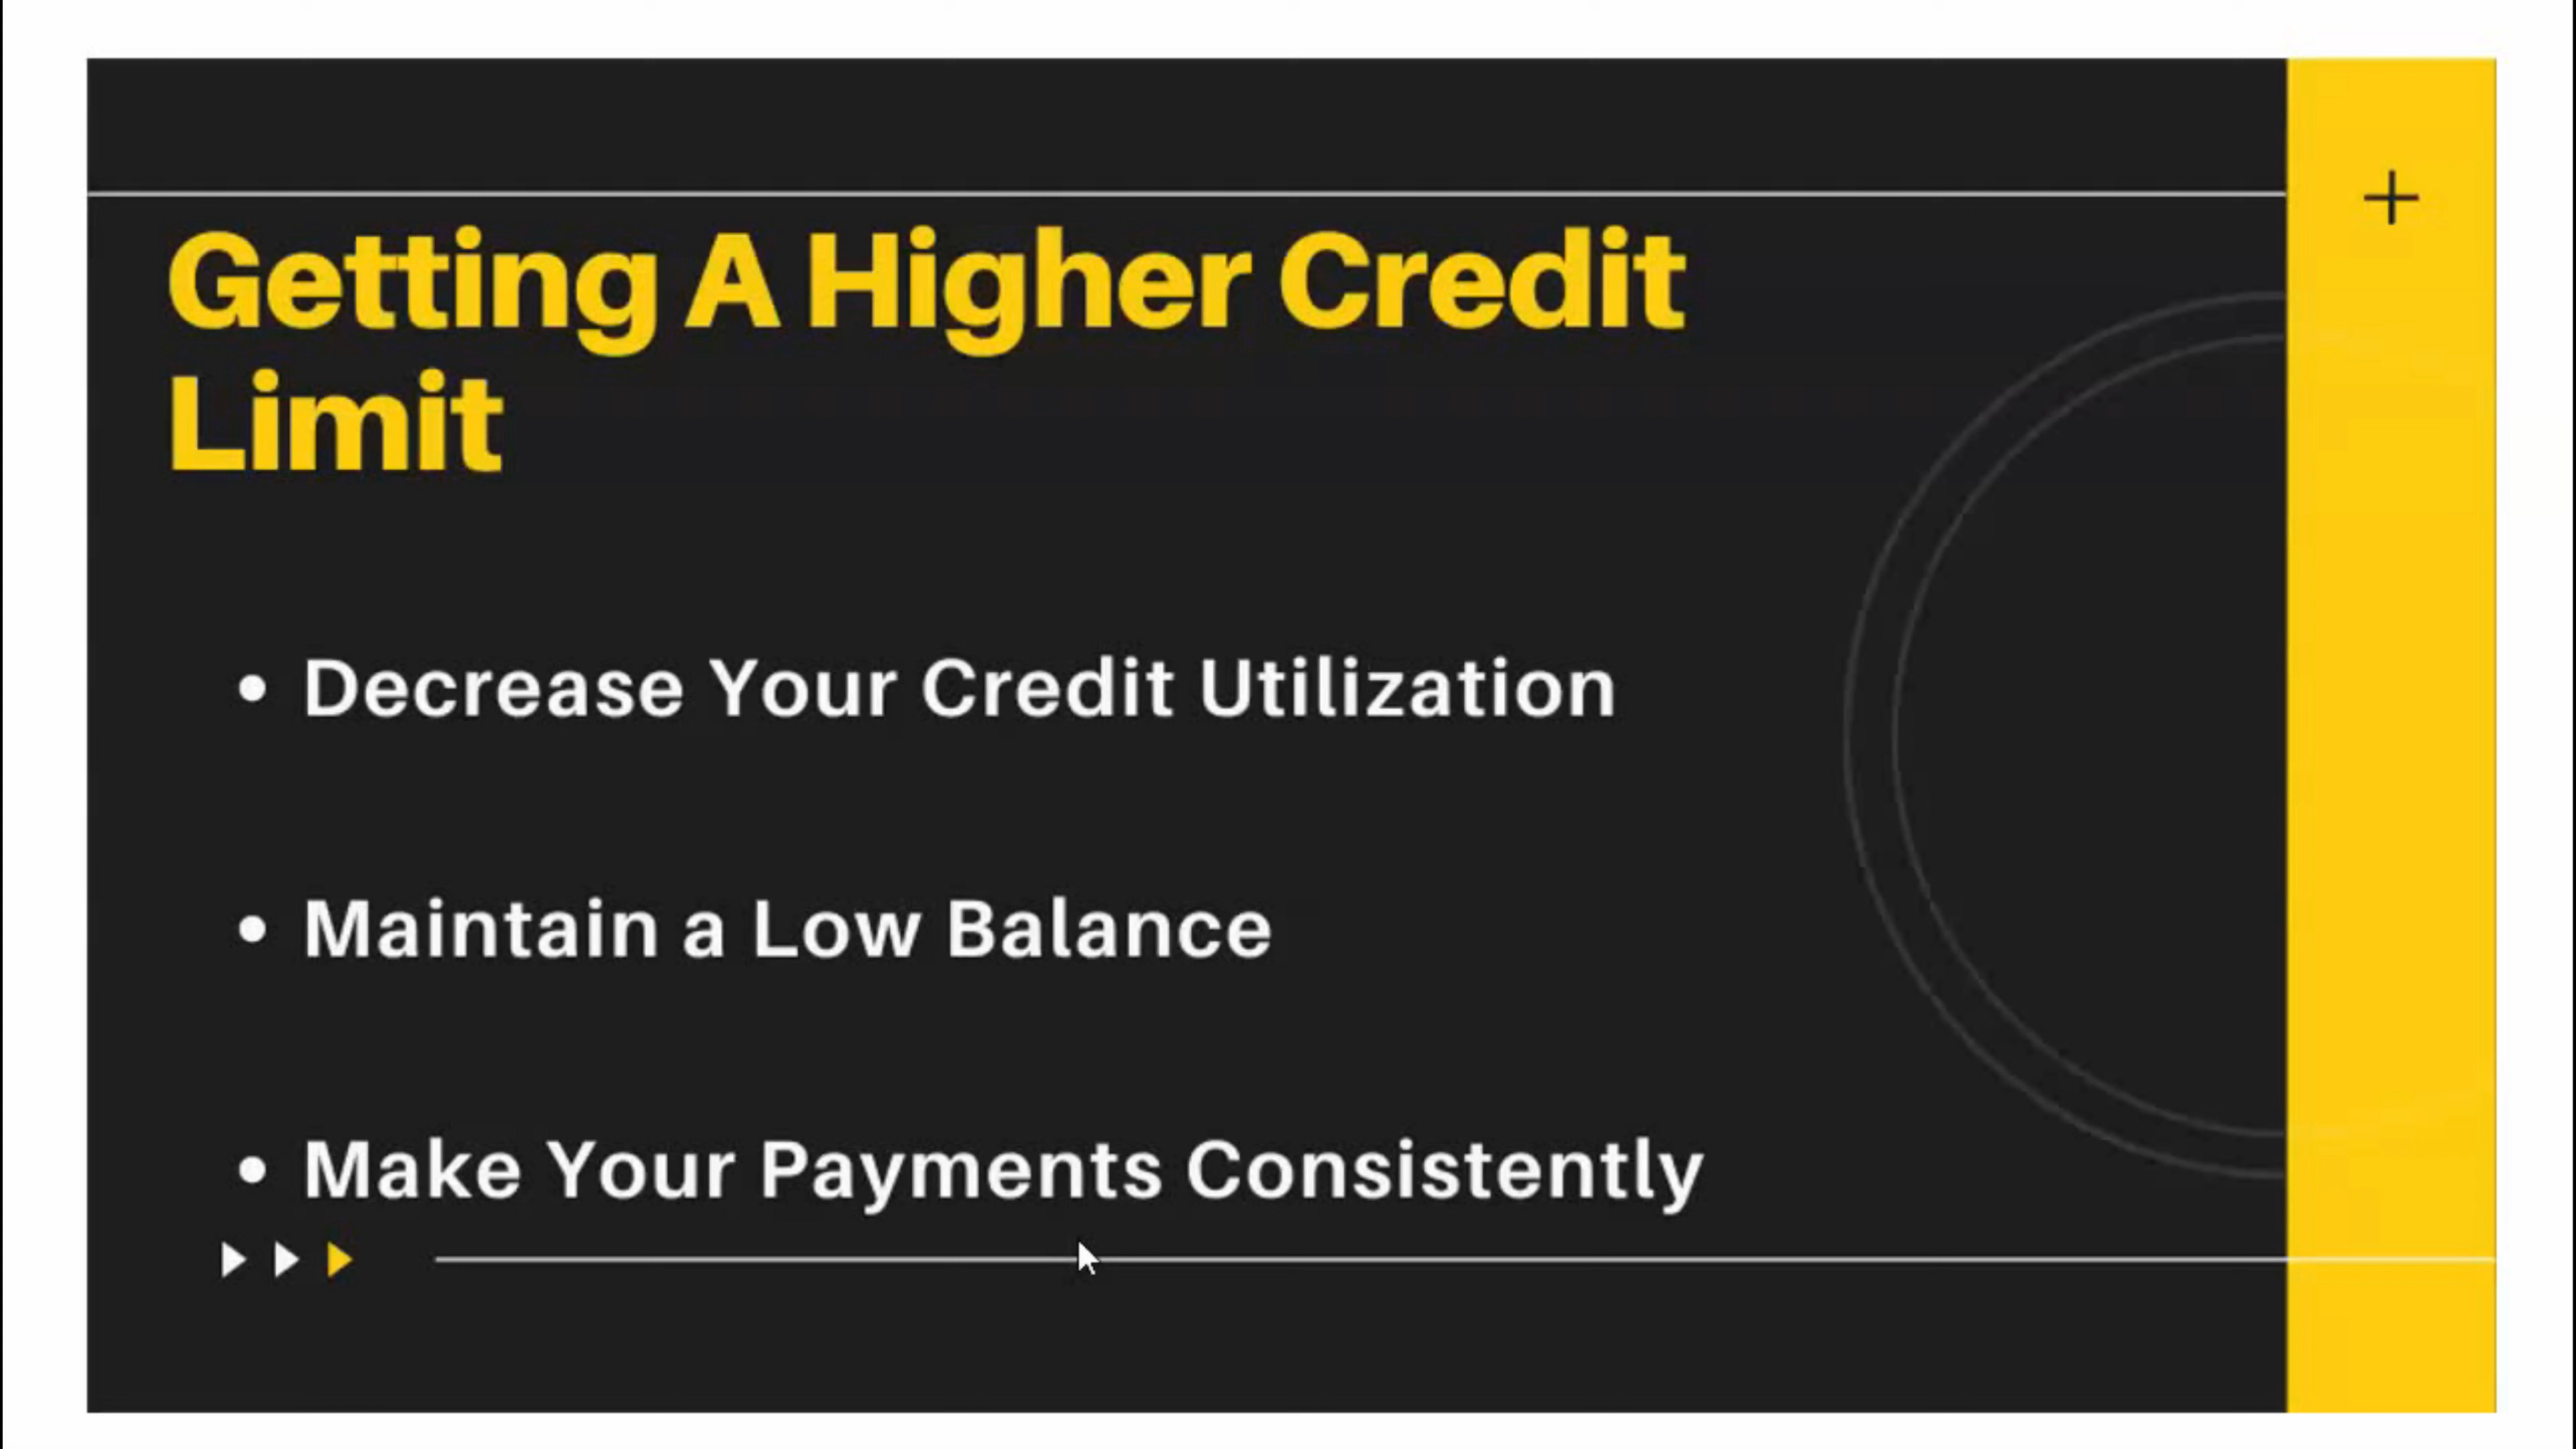 Getting A Higher Credit
Limit
• Decrease Your Credit Utilization
• Maintain a Low Balance
• Make Your Payments Consistently